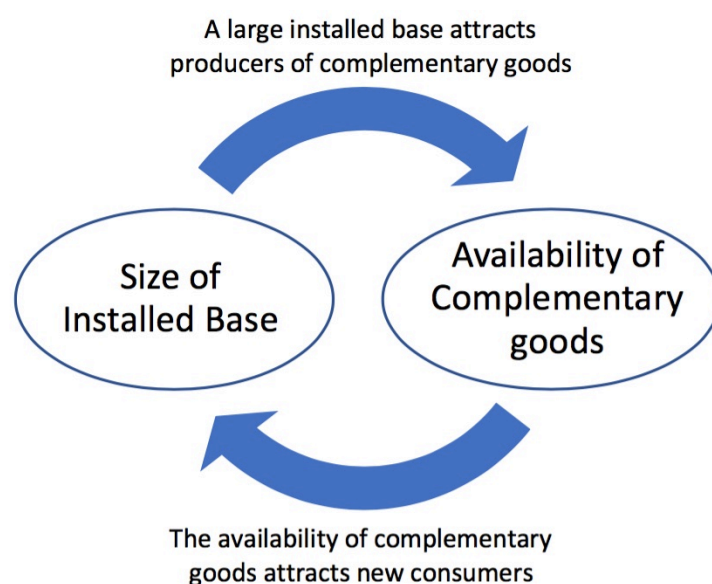 A large installed base attracts
producers of complementary goods
Size of
Installed Base
Availability of
Complementary
goods
The availability of complementary
goods attracts new consumers